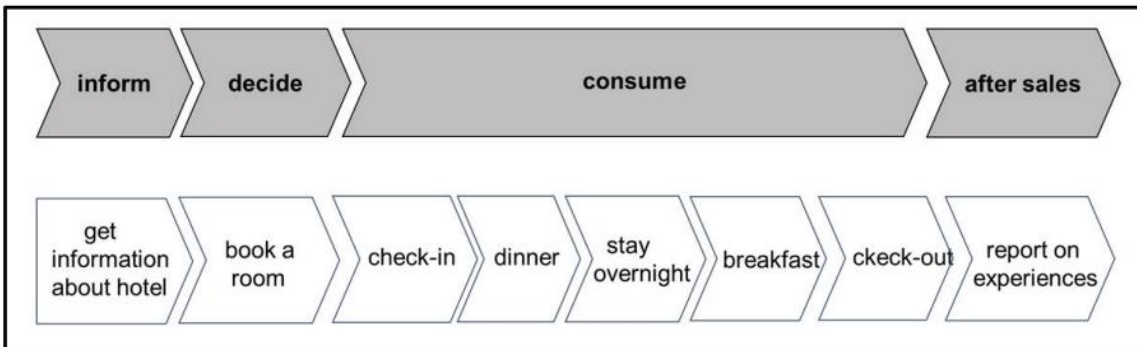 inform
decide
consume
after sales
get
information
about hotel
book a
room
check-in
dinner
stay
overnight
breakfast
ckeck-out
report on
experiences